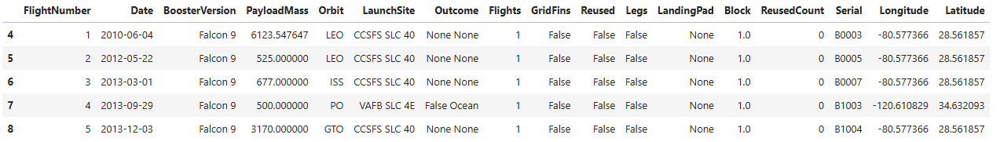 FlightNumber Date BoosterVersion PayloadMass Orbit LaunchSite Outcome Flights GridFins Reused Legs LandingPad Block ReusedCount Serial Longitude Latitude
4 1 2010-06-04 Falcon 9 6123.547647 LEO CCSFS SLC 40 None None 1 False False False None 1.0 0 B0003 -80.577366 28.561857
5 2 2012-05-22 Falcon 9 525.000000 LEO CCSFS SLC 40 None None 1 False False False None 1.0 0 B0005 -80.577366 28.561857
6 3 2013-03-01 Falcon 9 677.000000 ISS CCSFS SLC 40 None None 1 False False False None 1.0 0 B0007 -80.577366 28.561857
7 4 2013-09-29 Falcon 9 500.000000 PO VAFB SLC 4E False Ocean 1 False False False None 1.0 0 B1003 -120.610829 34.632093
8 5 2013-12-03 Falcon 9 3170.000000 GTO CCSFS SLC 40 None None 1 False False False None 1.0 0 B1004 -80.577366 28.561857